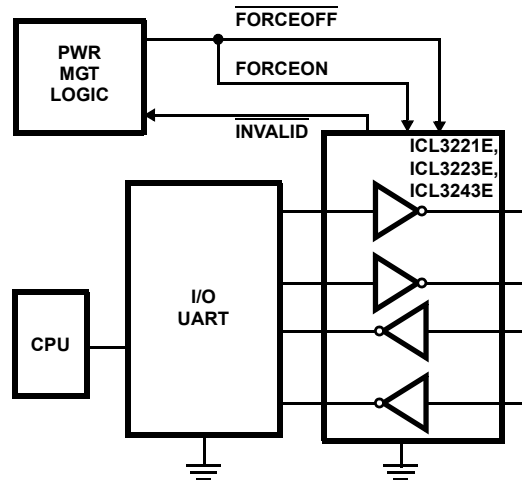 FORCEOFF
PWR
MGT
LOGIC
FORCEON
INVALID
ICL3221E,
ICL3223E,
ICL3243E
I/O
UART
CPU